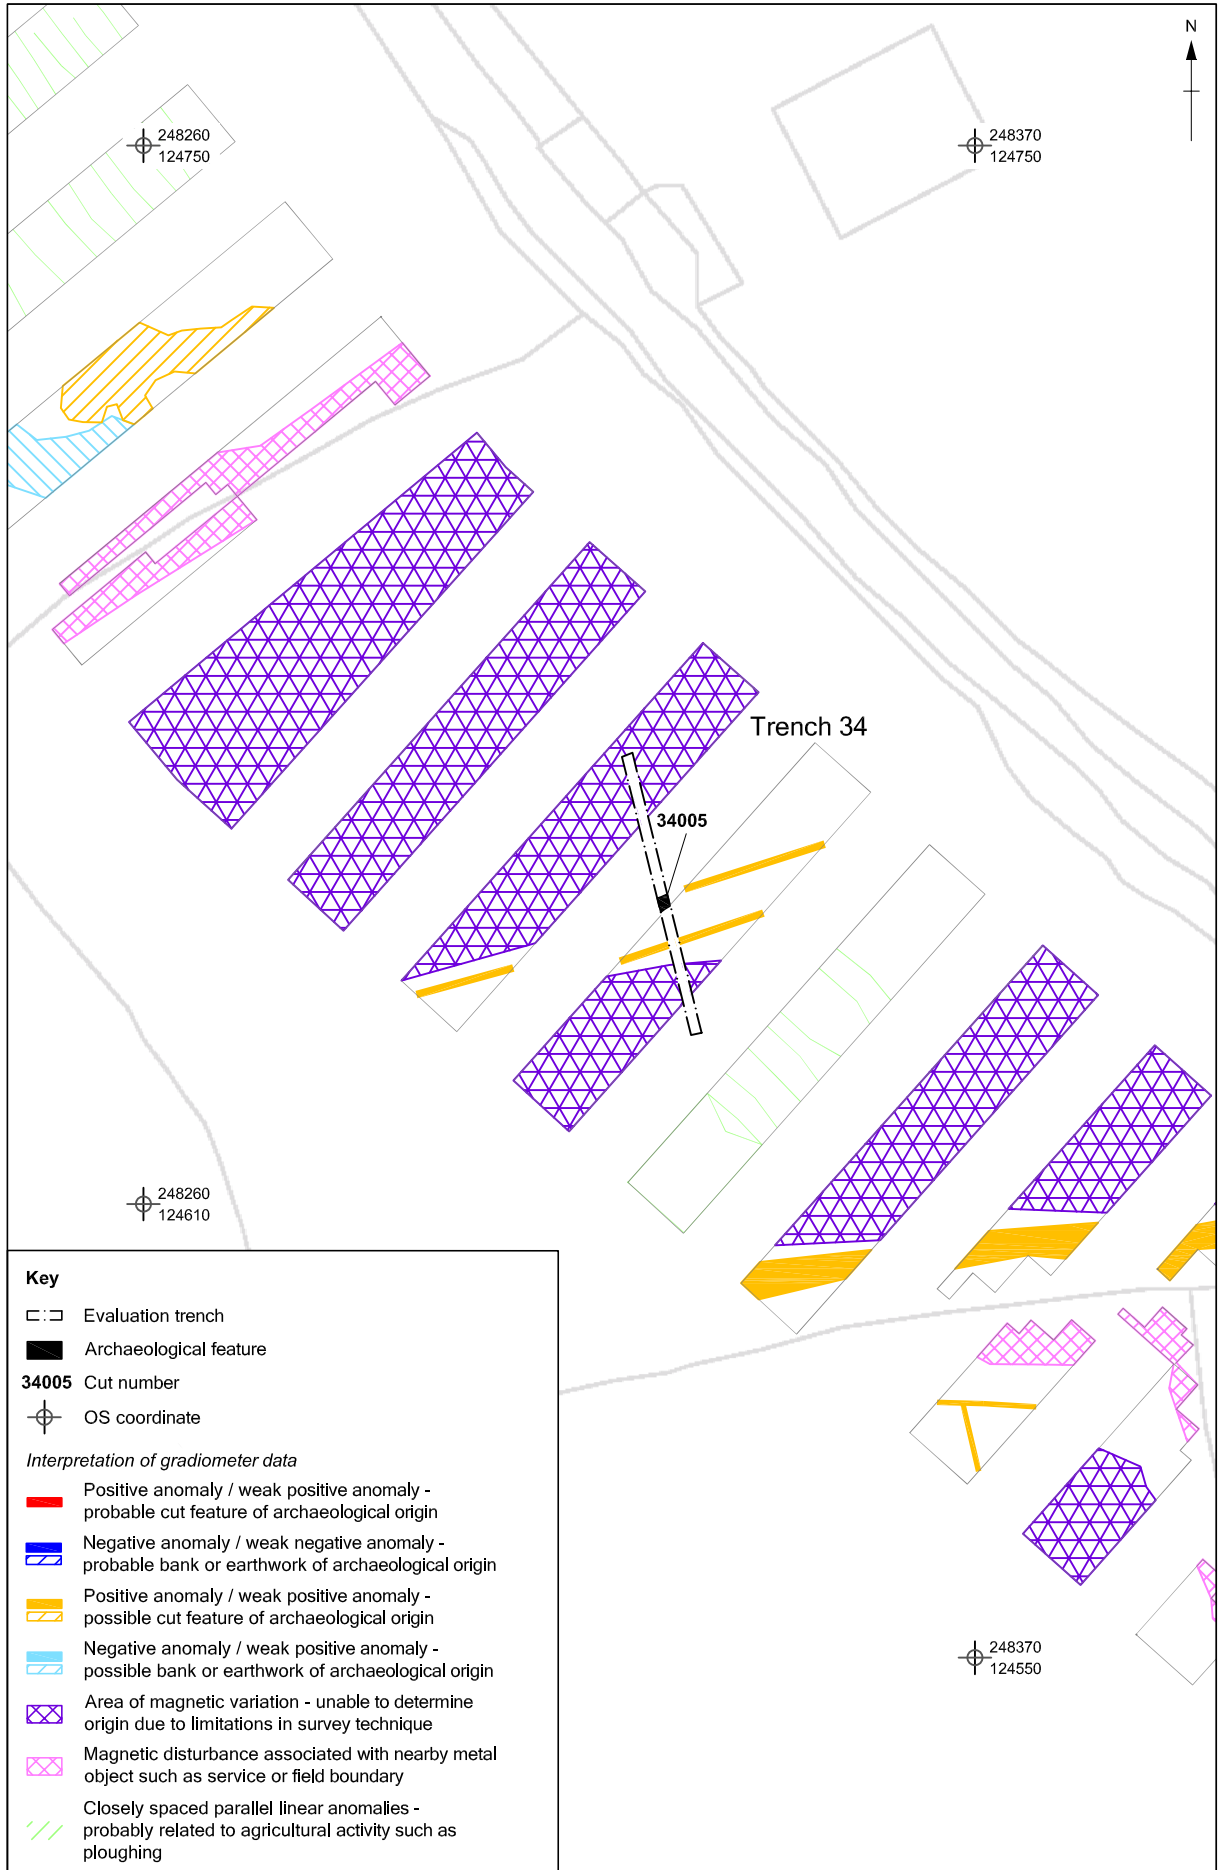 N
248260
124750
248370
124750
Trench 34
34005
248260
124610
Key
Evaluation trench
Archaeological feature
34005 Cut number
OS coordinate
Interpretation of gradiometer data
Positive anomaly / weak positive anomaly -
probable cut feature of archaeological origin
Negative anomaly / weak negative anomaly -
probable bank or earthwork of archaeological origin
Positive anomaly / weak positive anomaly -
possible cut feature of archaeological origin
Negative anomaly / weak positive anomaly -
possible bank or earthwork of archaeological origin
Area of magnetic variation - unable to determine
origin due to limitations in survey technique
Magnetic disturbance associated with nearby metal
object such as service or field boundary
Closely spaced parallel linear anomalies -
probably related to agricultural activity such as
ploughing
248370
124550